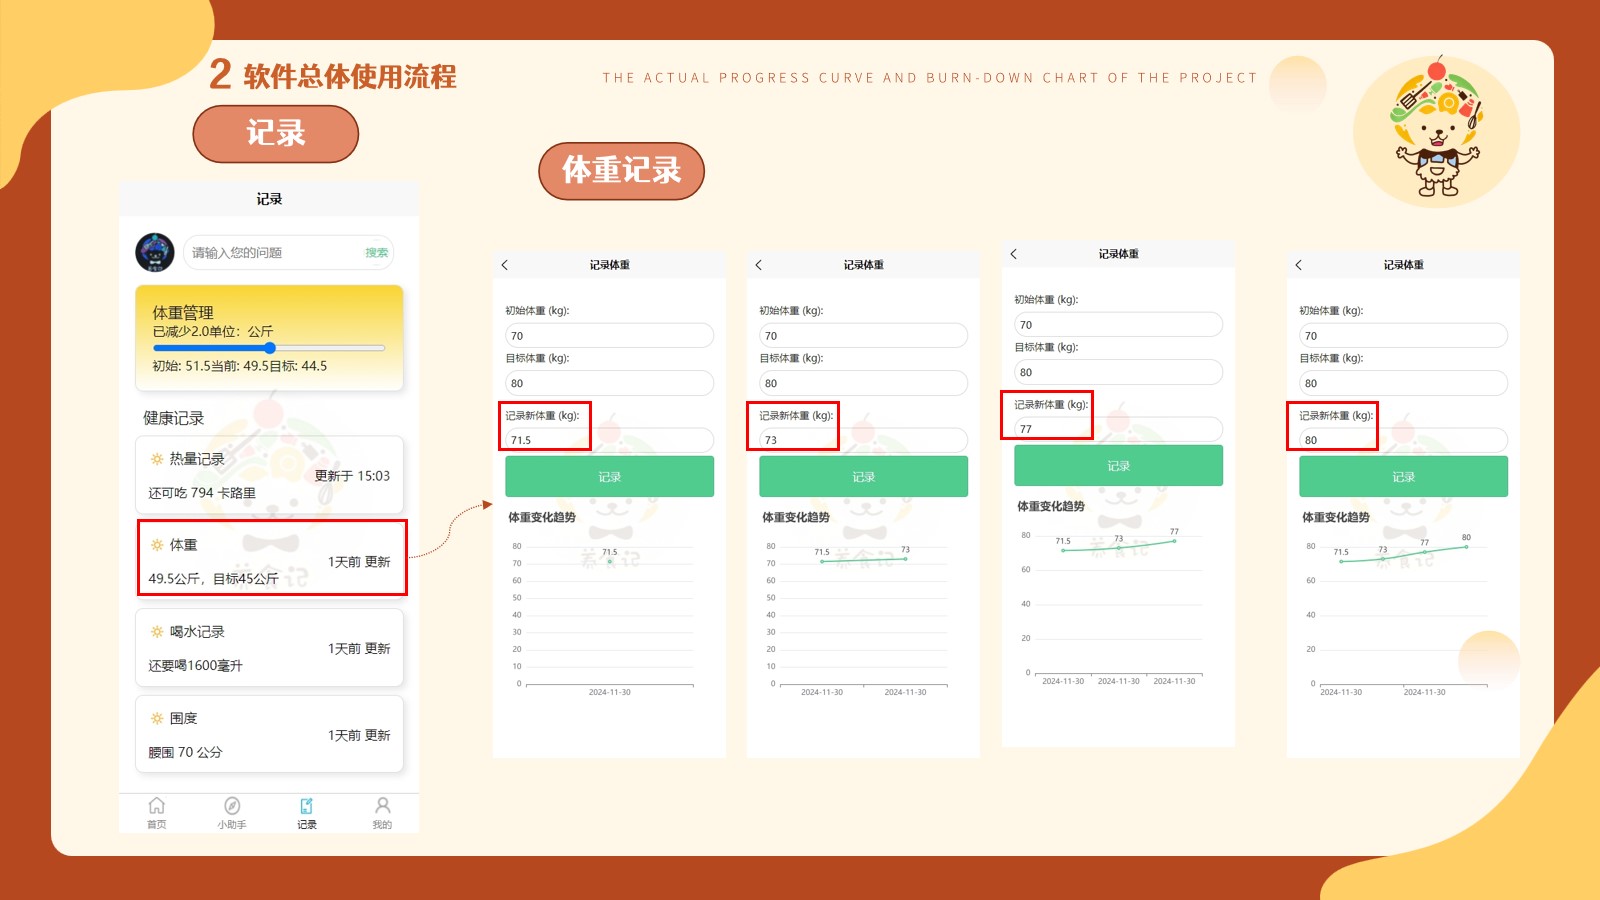 2 软件总体使用流程
THE ACTUAL PROGRESS CURVE AND BURN-DOWN CHART OF THE PROJECT
记录
体重记录
记录
请输入您的问题
搜索
体重管理
已减少2.0单位：公斤
初始: 51.5当前: 49.5目标: 44.5
健康记录
热量记录
更新于 15:03
还可吃 794 卡路里
体重
1天前 更新
49.5公斤，目标45公斤
喝水记录
1天前 更新
还要喝1600毫升
围度
1天前 更新
腰围 70 公分
首页
小助手
记录
我的
记录体重
初始体重 (kg):
70
目标体重 (kg):
80
记录新体重 (kg):
71.5
记录
体重变化趋势
80
70
60
50
40
30
20
10
0
71.5
2024-11-30
养食记
记录体重
初始体重 (kg):
70
目标体重 (kg):
80
记录新体重 (kg):
73
记录
体重变化趋势
80
70
60
50
40
30
20
10
0
71.5
73
2024-11-30
2024-11-30
记录体重
初始体重 (kg):
70
目标体重 (kg):
80
记录新体重 (kg):
77
记录
体重变化趋势
80
60
40
20
0
71.5
73
77
2024-11-30
2024-11-30
2024-11-30
记录体重
初始体重 (kg):
70
目标体重 (kg):
80
记录新体重 (kg):
80
记录
体重变化趋势
80
60
40
20
0
71.5
73
77
80
2024-11-30
2024-11-30